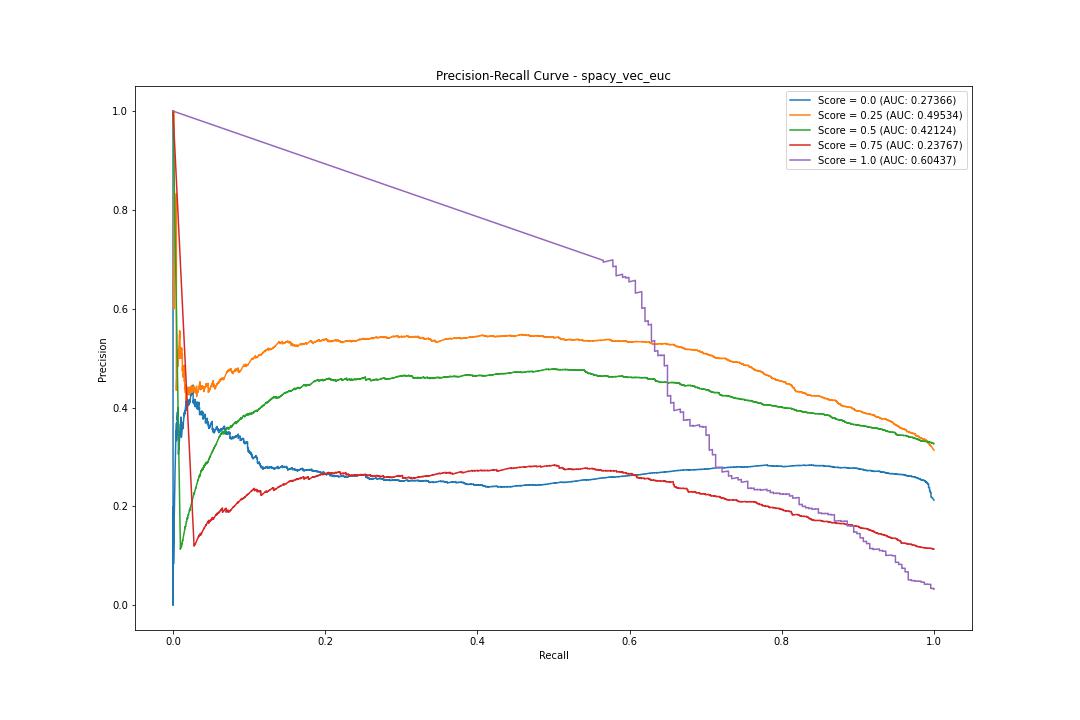 Precision-Recall Curve - spacy_vec_euc
Score = 0.0 (AUC: 0.27366)
Score = 0.25 (AUC: 0.49534)
Score = 0.5 (AUC: 0.42124)
Score = 0.75 (AUC: 0.23767)
Score = 1.0 (AUC: 0.60437)
Precision
1.0
0.8
0.6
0.4
0.2
0.0
0.0 0.2 0.4 0.6 0.8 1.0
Recall